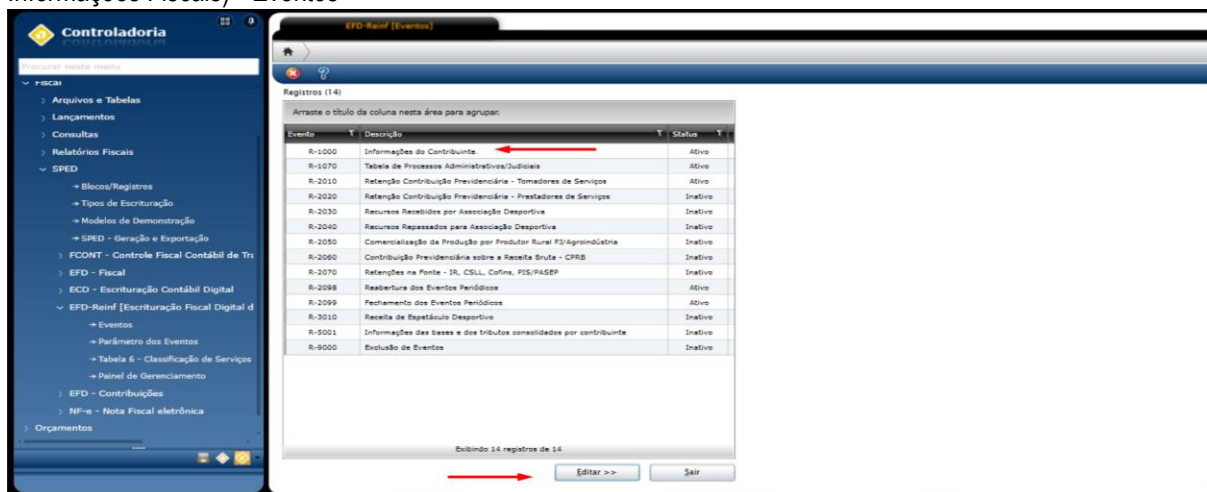 Informações Fiscais) - Eventos
Controladoria
Procurar neste menu
Fiscal
Arquivos e Tabelas
Lançamentos
Consultas
Relatórios Fiscais
SPED
Blocos/Registros
Tipos de Escrituração
Modelos de Demonstração
SPED - Geração e Exportação
FCONT - Controle Fiscal Contábil de Tra
EFD - Fiscal
ECD - Escrituração Contábil Digital
EFD-Reinf [Escrituração Fiscal Digital d
Eventos
Parâmetro dos Eventos
Tabela 6 - Classificação de Serviços
Painel de Gerenciamento
EFD - Contribuições
NF-e - Nota Fiscal eletrônica
Orçamentos
EFD-Reinf [Eventos]
Registros (14)
Arraste o título da coluna nesta área para agrupar.
Evento Descrição Status
R-1000 Informações do Contribuinte. Ativo
R-1070 Tabela de Processos Administrativos/Judiciais Ativo
R-2010 Retenção Contribuição Previdenciária - Tomadores de Serviços Ativo
R-2020 Retenção Contribuição Previdenciária - Prestadores de Serviços Inativo
R-2030 Recursos Recebidos por Associação Desportiva Inativo
R-2040 Recursos Repassados para Associação Desportiva Inativo
R-2050 Comercialização da Produção por Produtor Rural PJ/Agroindústria Inativo
R-2060 Contribuição Previdenciária sobre a Receita Bruta - CPRB Inativo
R-2070 Retenções na Fonte - IR, CSLL, Cofins, PIS/PASEP Inativo
R-2098 Reabertura dos Eventos Periódicos Ativo
R-2099 Fechamento dos Eventos Periódicos Inativo
R-3010 Receita de Espetáculo Desportivo Inativo
R-5001 Informações das bases e dos tributos consolidados por contribuinte Inativo
R-9000 Exclusão de Eventos Inativo
Exibindo 14 registros de 14
Editar >> Sair